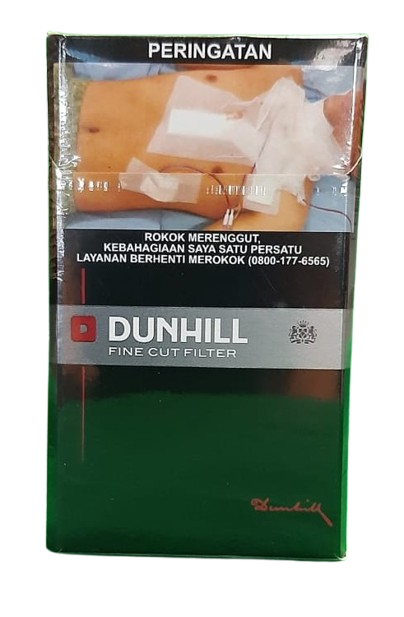 PERINGATAN
ROKOK MERENGGUT,
KEBAHAGIAAN SAYA SATU PERSATU
LAYANAN BERHENTI MEROKOK (0800-177-6565)
D DUNHILL
FINE CUT FILTER
Dunhill